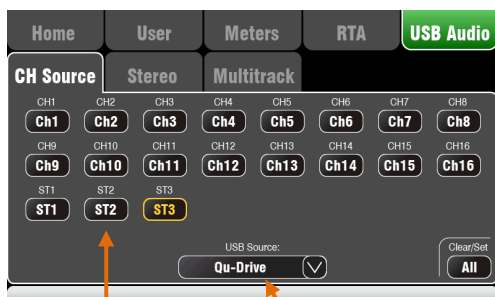 Home User Meters RTA USB Audio
CH Source Stereo Multitrack
CH1 CH2 CH3 CH4 CH5 CH6 CH7 CH8
Ch1 Ch2 Ch3 Ch4 Ch5 Ch6 Ch7 Ch8
CH9 CH10 CH11 CH12 CH13 CH14 CH15 CH16
Ch9 Ch10 Ch11 Ch12 Ch13 Ch14 Ch15 Ch16
ST1 ST2 ST3
ST1 ST2 ST3
USB Source: Clear/Set
Qu-Drive All